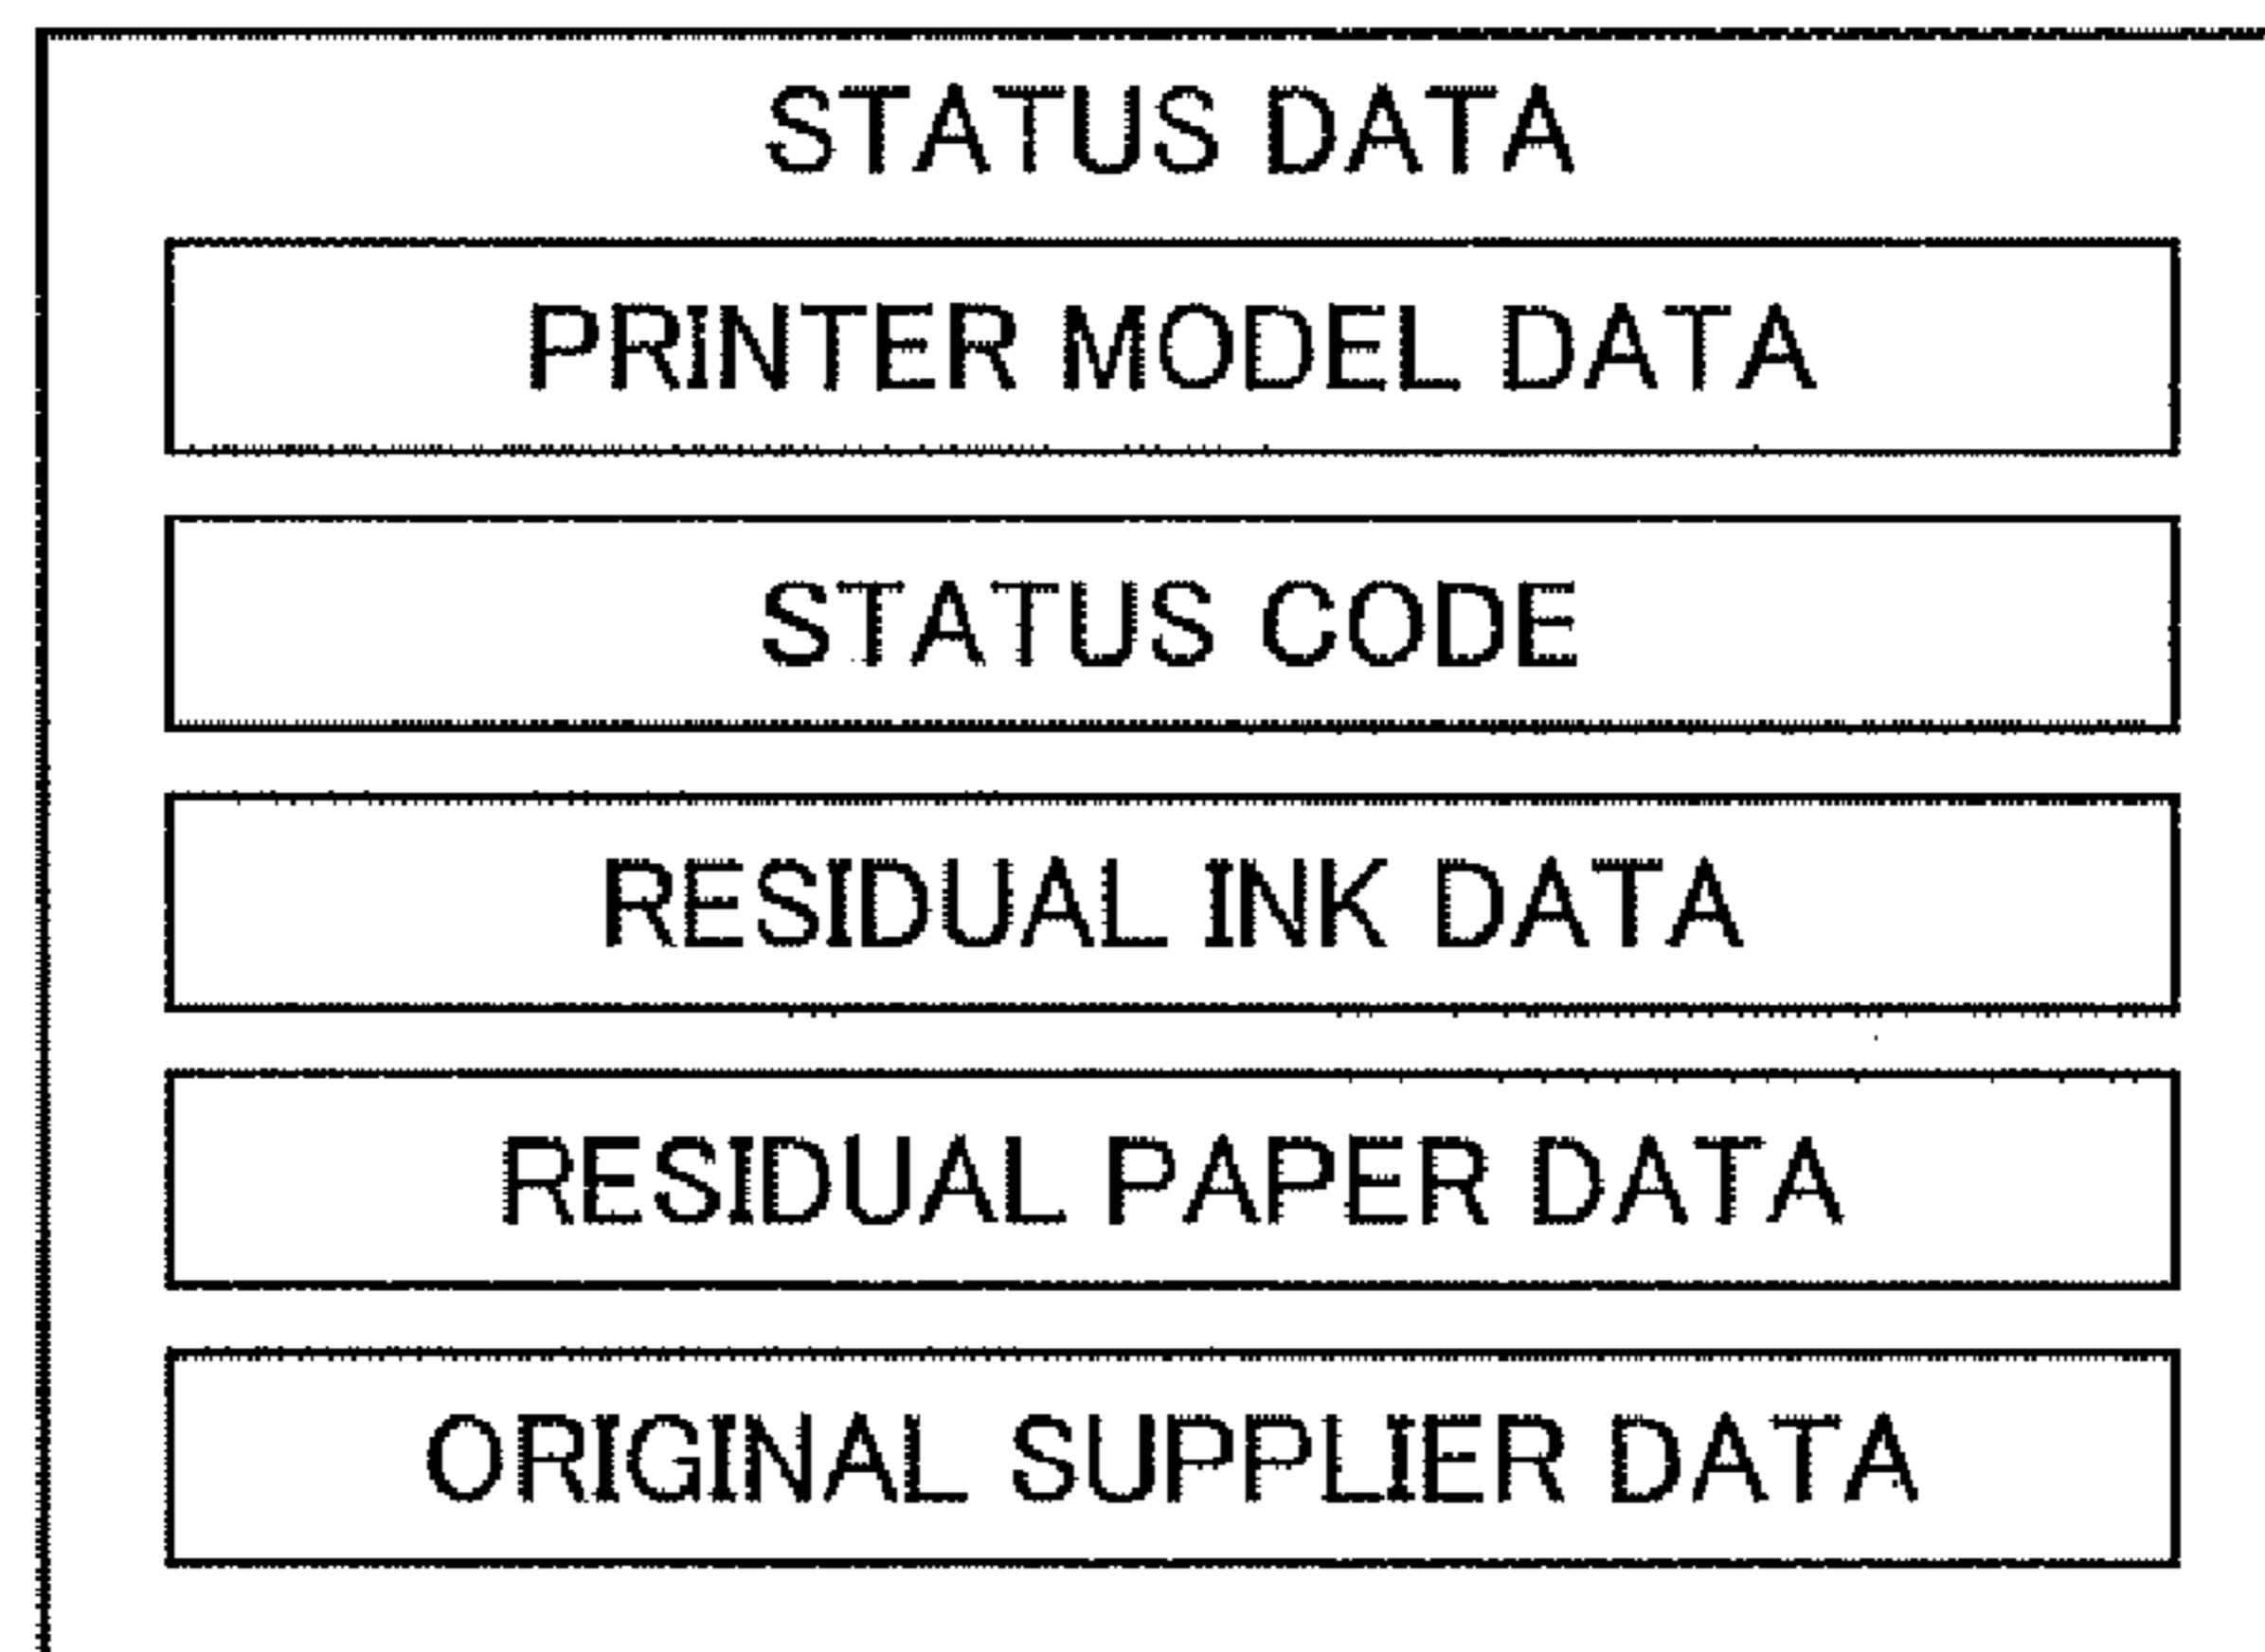 STATUS DATA
PRINTER MODEL DATA
STATUS CODE
RESIDUAL INK DATA
RESIDUAL PAPER DATA
ORIGINAL SUPPLIER DATA